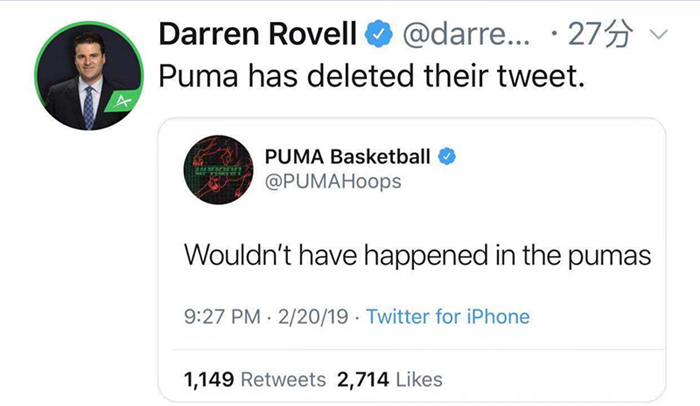 Darren Rovell @darre... · 27分
Puma has deleted their tweet.
PUMA Basketball
@PUMAHoops
Wouldn't have happened in the pumas
9:27 PM · 2/20/19 · Twitter for iPhone
1,149 Retweets 2,714 Likes